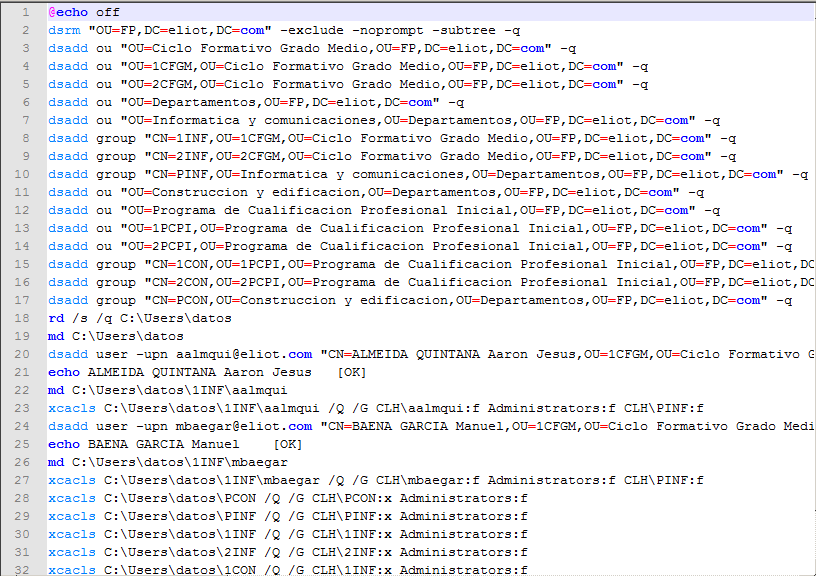 1 @echo off
2 dsrm "OU=FP,DC=eliot,DC=com" -exclude -noprompt -subtree -q
3 dsadd ou "OU=Ciclo Formativo Grado Medio,OU=FP,DC=eliot,DC=com" -q
4 dsadd ou "OU=1CFGM,OU=Ciclo Formativo Grado Medio,OU=FP,DC=eliot,DC=com" -q
5 dsadd ou "OU=2CFGM,OU=Ciclo Formativo Grado Medio,OU=FP,DC=eliot,DC=com" -q
6 dsadd ou "OU=Departamentos,OU=FP,DC=eliot,DC=com" -q
7 dsadd ou "OU=Informatica y comunicaciones,OU=Departamentos,OU=FP,DC=eliot,DC=com" -q
8 dsadd group "CN=1INF,OU=1CFGM,OU=Ciclo Formativo Grado Medio,OU=FP,DC=eliot,DC=com" -q
9 dsadd group "CN=2INF,OU=2CFGM,OU=Ciclo Formativo Grado Medio,OU=FP,DC=eliot,DC=com" -q
10 dsadd group "CN=PINF,OU=Informatica y comunicaciones,OU=Departamentos,OU=FP,DC=eliot,DC=com" -q
11 dsadd ou "OU=Construccion y edificacion,OU=Departamentos,OU=FP,DC=eliot,DC=com" -q
12 dsadd ou "OU=Programa de Cualificacion Profesional Inicial,OU=FP,DC=eliot,DC=com" -q
13 dsadd ou "OU=1PCPI,OU=Programa de Cualificacion Profesional Inicial,OU=FP,DC=eliot,DC=com" -q
14 dsadd ou "OU=2PCPI,OU=Programa de Cualificacion Profesional Inicial,OU=FP,DC=eliot,DC=com" -q
15 dsadd group "CN=1CON,OU=1PCPI,OU=Programa de Cualificacion Profesional Inicial,OU=FP,DC=eliot,DC
16 dsadd group "CN=2CON,OU=2PCPI,OU=Programa de Cualificacion Profesional Inicial,OU=FP,DC=eliot,DC
17 dsadd group "CN=PCON,OU=Construccion y edificacion,OU=Departamentos,OU=FP,DC=eliot,DC=com" -q
18 rd /s /q C:\Users\datos
19 md C:\Users\datos
20 dsadd user -upn aalmqui@eliot.com "CN=ALMEIDA QUINTANA Aaron Jesus,OU=1CFGM,OU=Ciclo Formativo G
21 echo ALMEIDA QUINTANA Aaron Jesus [OK]
22 md C:\Users\datos\1INF\aalmqui
23 xcacls C:\Users\datos\1INF\aalmqui /Q /G CLH\aalmqui:f Administrators:f CLH\PINF:f
24 dsadd user -upn mbaegar@eliot.com "CN=BAENA GARCIA Manuel,OU=1CFGM,OU=Ciclo Formativo Grado Medi
25 echo BAENA GARCIA Manuel [OK]
26 md C:\Users\datos\1INF\mbaegar
27 xcacls C:\Users\datos\1INF\mbaegar /Q /G CLH\mbaegar:f Administrators:f CLH\PINF:f
28 xcacls C:\Users\datos\PCON /Q /G CLH\PCON:x Administrators:f
29 xcacls C:\Users\datos\PINF /Q /G CLH\PINF:x Administrators:f
30 xcacls C:\Users\datos\1INF /Q /G CLH\1INF:x Administrators:f
31 xcacls C:\Users\datos\2INF /Q /G CLH\2INF:x Administrators:f
32 xcacls C:\Users\datos\1CON /Q /G CLH\1INF:x Administrators:f